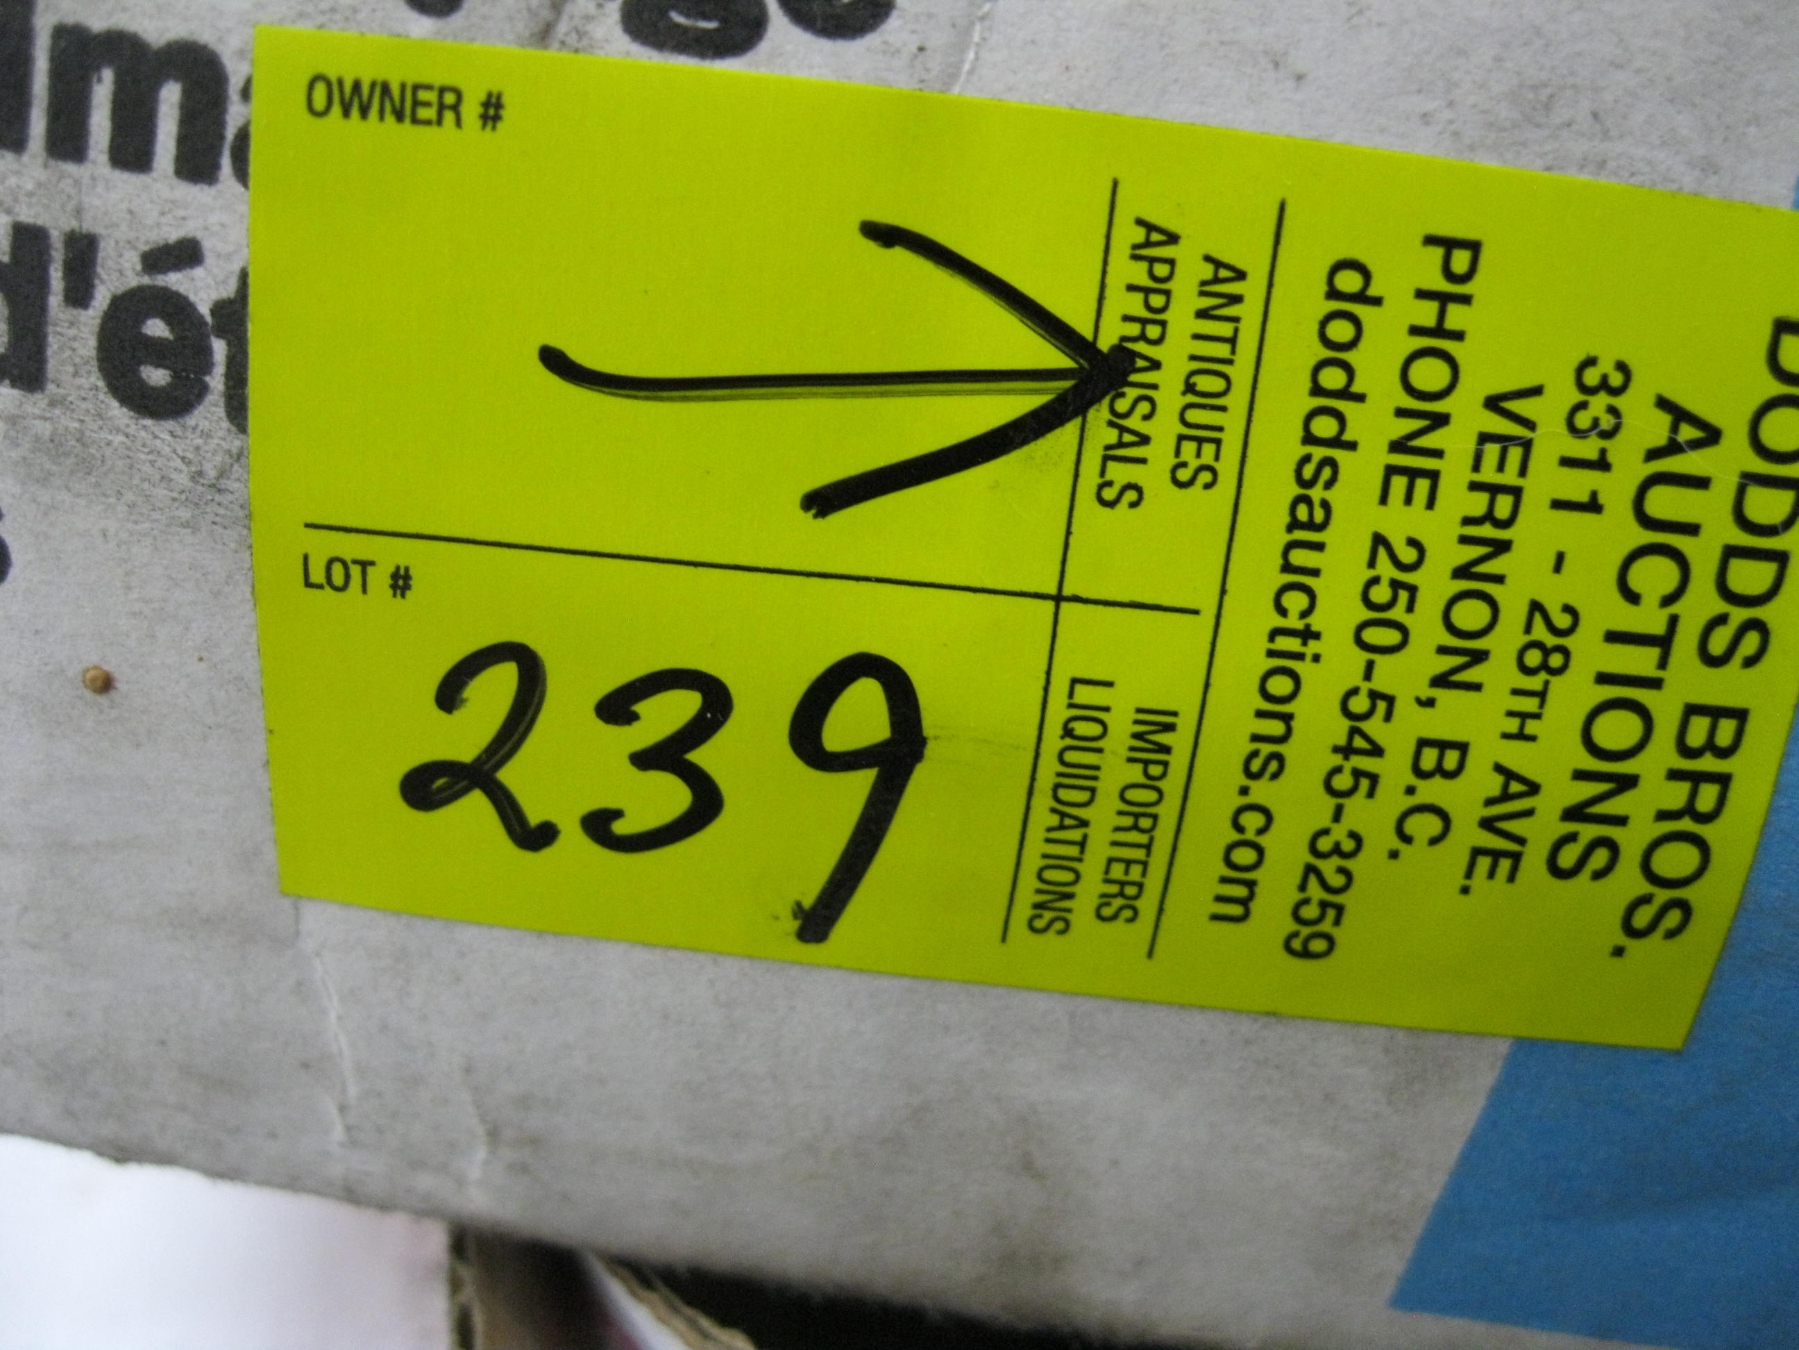 OWNER #
LOT #
239
ANTIQUES
APPRAISALS
IMPORTERS
LIQUIDATIONS
DODDS BROS.
AUCTIONS
3311 - 28TH AVE.
VERNON, B.C.
PHONE 250-545-3259
doddsauctions.com